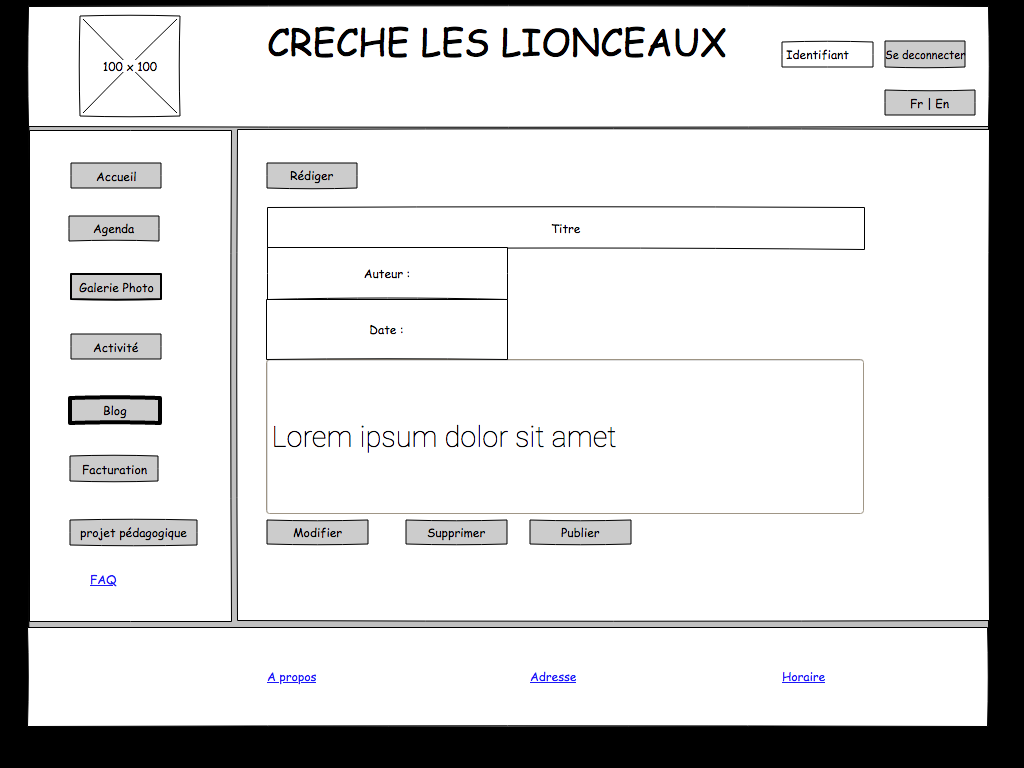 CRECHE LES LIONCEAUX
100 x 100
Identifiant
Se deconnecter
Fr | En
Accueil
Agenda
Galerie Photo
Activité
Blog
Facturation
projet pédagogique
FAQ
Rédiger
Titre
Auteur :
Date :
Lorem ipsum dolor sit amet
Modifier
Supprimer
Publier
A propos
Adresse
Horaire